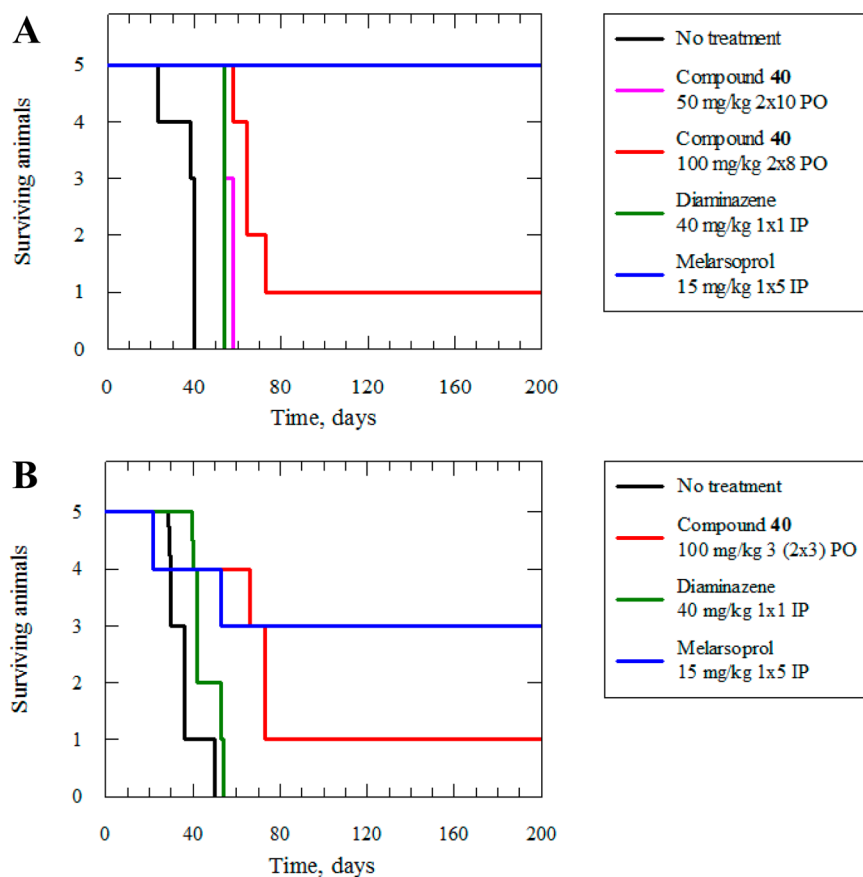 A
Surviving animals
5
4
3
2
1
0
0 40 80 120 160 200
Time, days
No treatment
Compound 40
50 mg/kg 2x10 PO
Compound 40
100 mg/kg 2x8 PO
Diaminazene
40 mg/kg 1x1 IP
Melarsoprol
15 mg/kg 1x5 IP
B
Surviving animals
5
4
3
2
1
0
0 40 80 120 160 200
Time, days
No treatment
Compound 40
100 mg/kg 3 (2x3) PO
Diaminazene
40 mg/kg 1x1 IP
Melarsoprol
15 mg/kg 1x5 IP